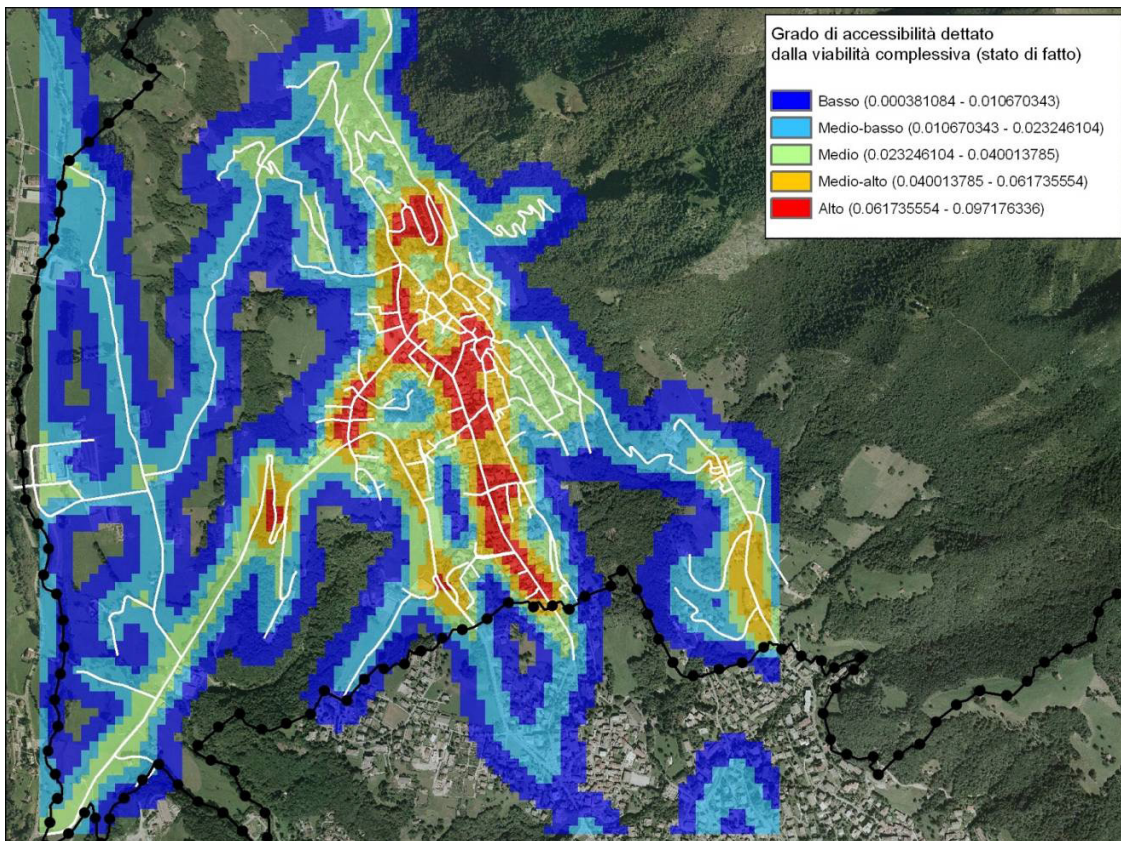 Grado di accessibilità dettato
dalla viabilità complessiva (stato di fatto)
Basso (0.000381084 - 0.010670343)
Medio-basso (0.010670343 - 0.023246104)
Medio (0.023246104 - 0.040013785)
Medio-alto (0.040013785 - 0.061735554)
Alto (0.061735554 - 0.097176336)